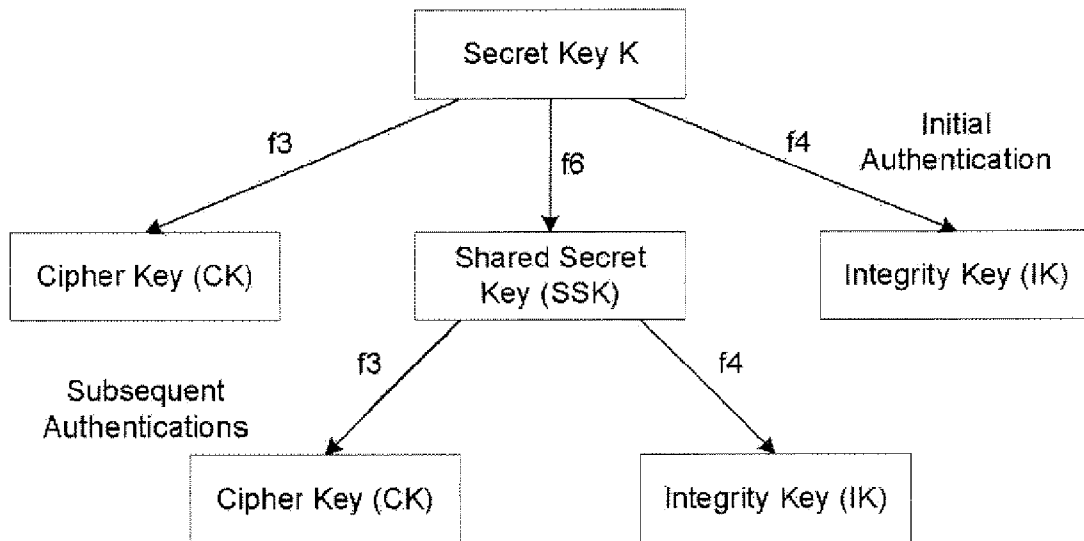 Secret Key K
f3
f6
f4
Initial
Authentication
Cipher Key (CK)
Shared Secret
Key (SSK)
Integrity Key (IK)
f3
f4
Subsequent
Authentications
Cipher Key (CK)
Integrity Key (IK)